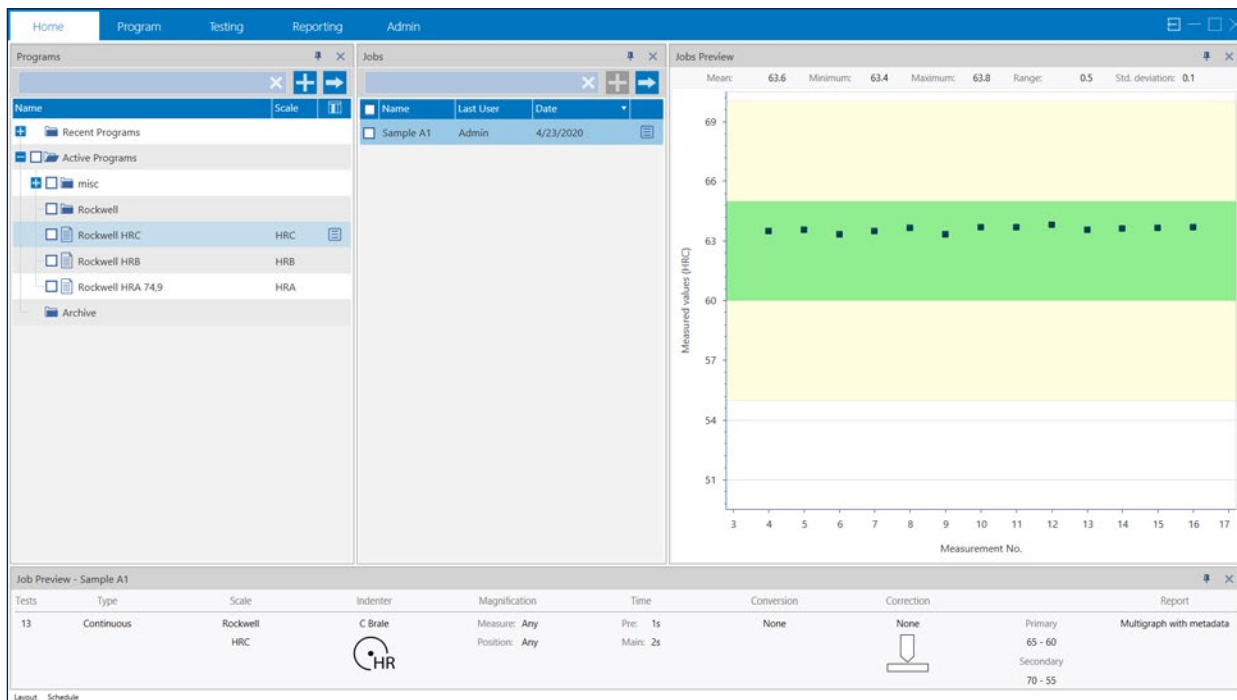 Home Program Testing Reporting Admin
Programs
Name Scale
Recent Programs
Active Programs
misc
Rockwell
Rockwell HRC HRC
Rockwell HRB HRB
Rockwell HRA 74,9 HRA
Archive
Jobs
Name Last User Date
Sample A1 Admin 4/23/2020
Jobs Preview
Mean: 63.6 Minimum: 63.4 Maximum: 63.8 Range: 0.5 Std. deviation: 0.1
Measured values (HRC)
69
66
63
60
57
54
51
3 4 5 6 7 8 9 10 11 12 13 14 15 16 17
Measurement No.
Job Preview - Sample A1
Tests Type Scale Indenter Magnification Time Conversion Correction Report
13 Continuous Rockwell C Brale Measure: Any Pre: 1s None None Primary Multigraph with metadata
HRC HR Position: Any Main: 2s 65 - 60
Secondary
70 - 55
Layout Schedule